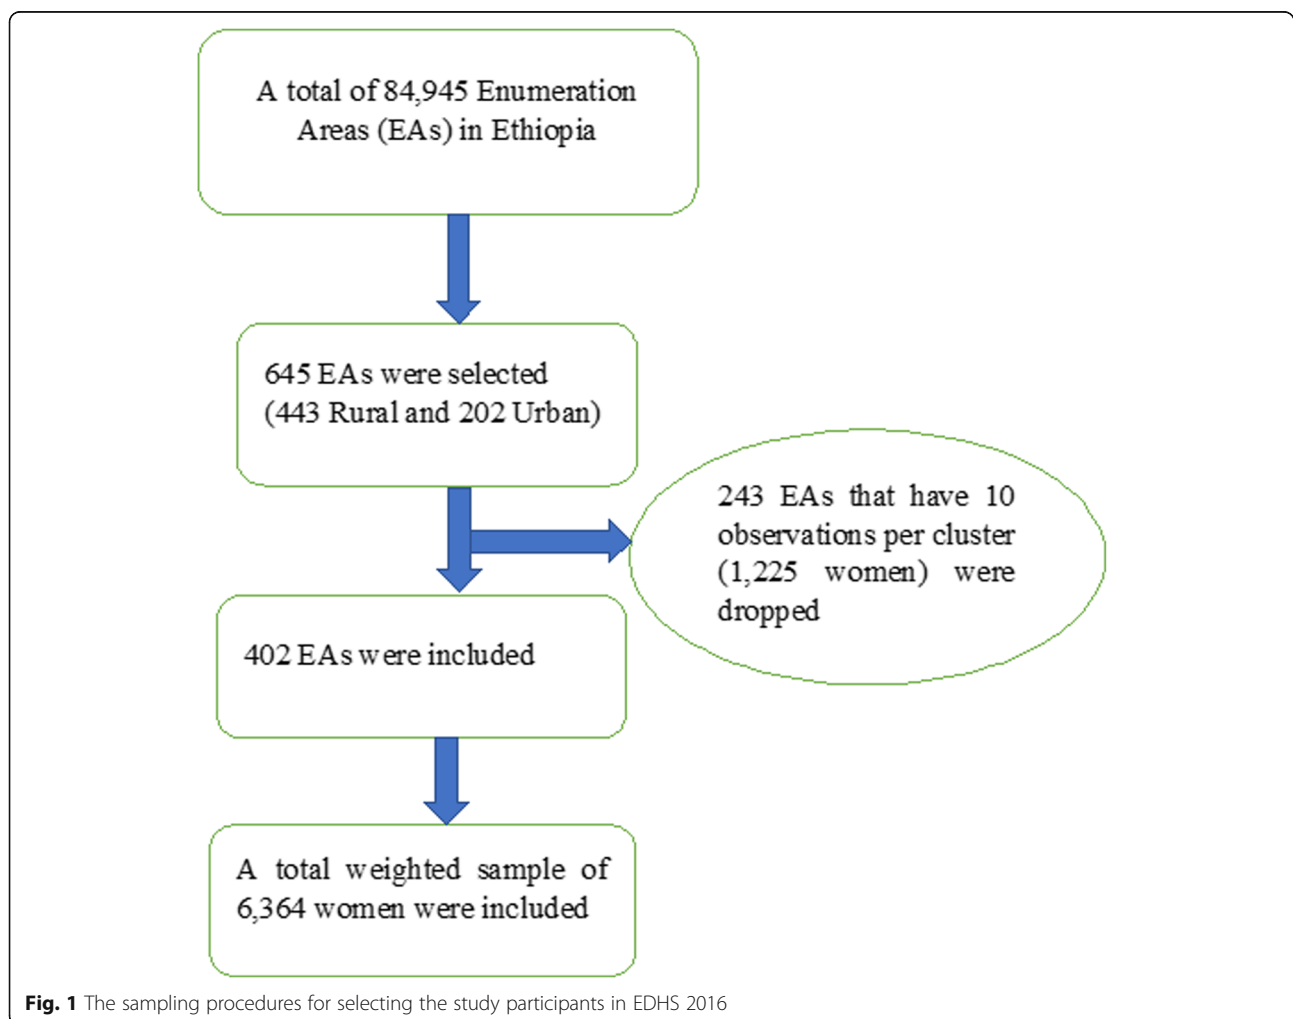 A total of 84,945 Enumeration
Areas (EAs) in Ethiopia
645 EAs were selected
(443 Rural and 202 Urban)
243 EAs that have 10
observations per cluster
(1,225 women) were
dropped
402 EAs were included
A total weighted sample of
6,364 women were included
Fig. 1 The sampling procedures for selecting the study participants in EDHS 2016